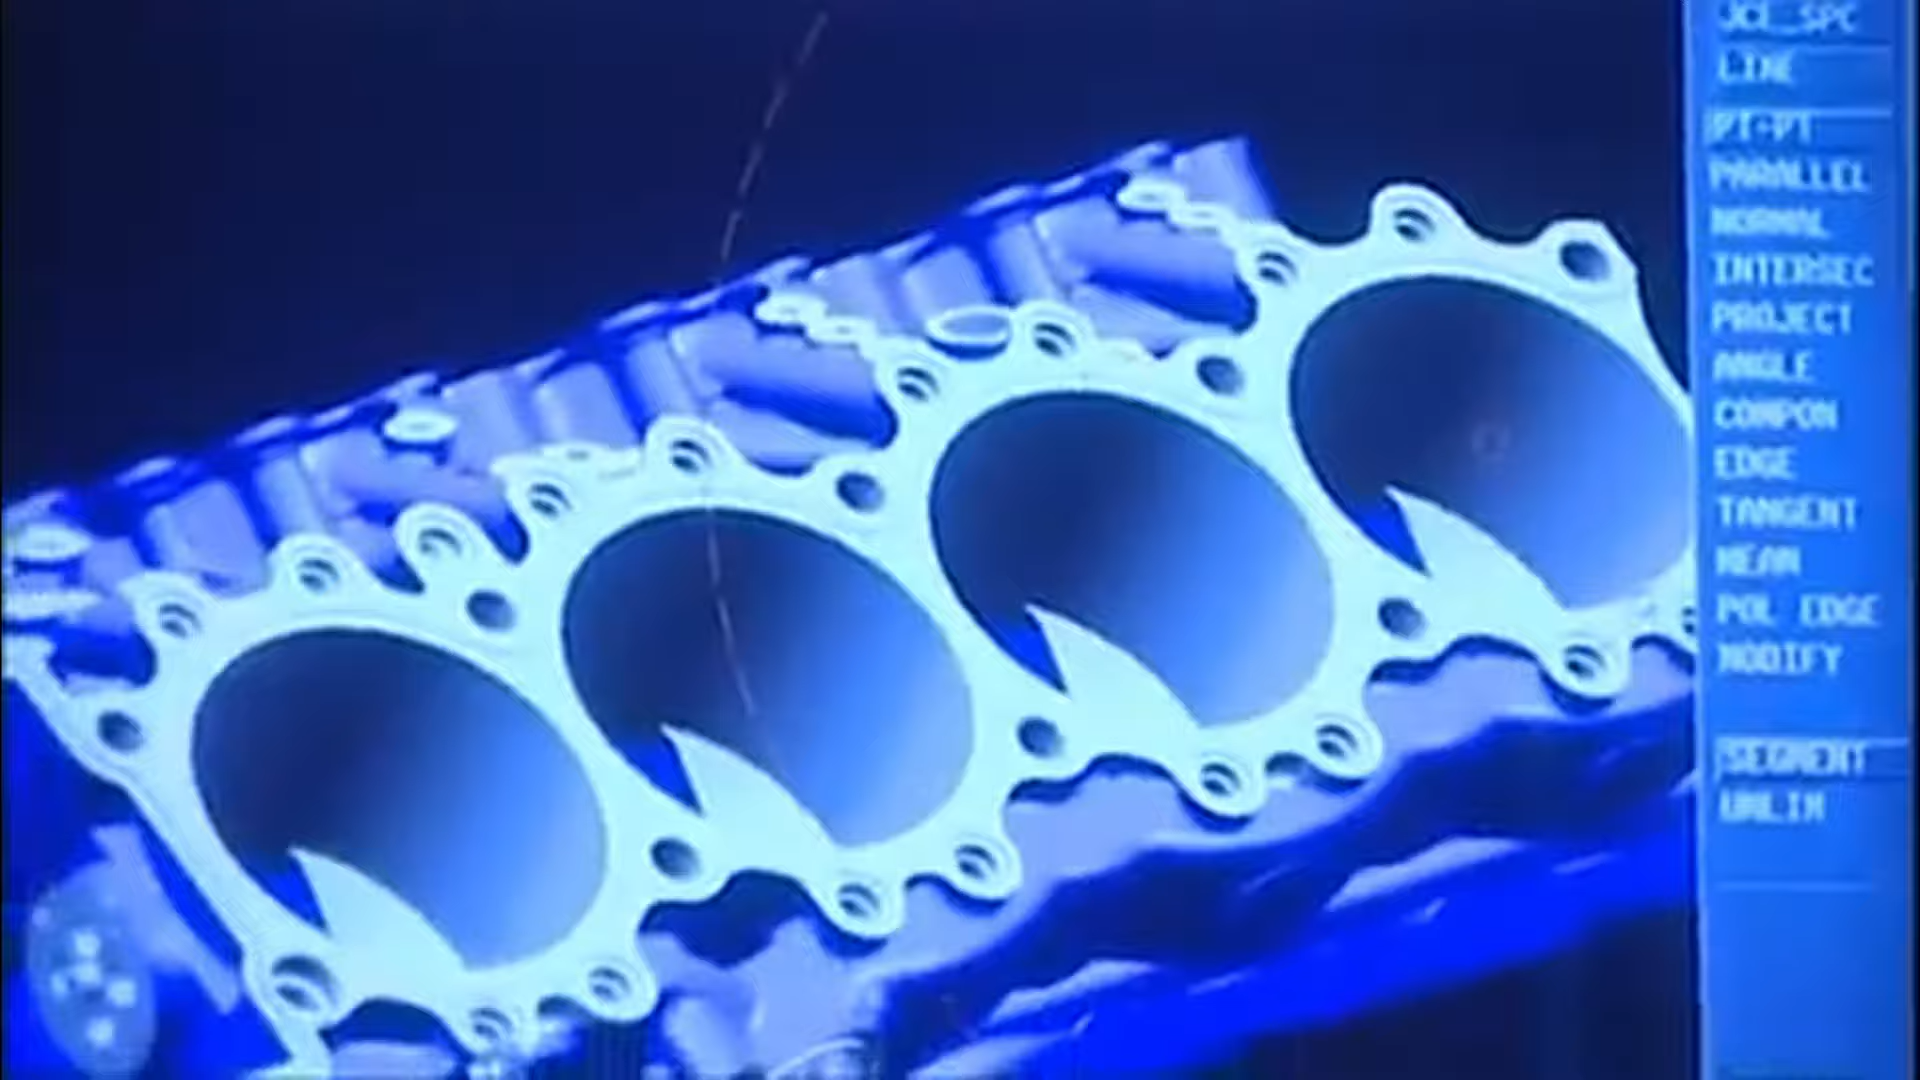 LINE
PT-PT
PARALLEL
NORMAL
INTERSEC
PROJECT
ANGLE
COMPON
EDGE
TANGENT
MEAN
POL EDGE
MODIFY
SEGMENT
UNLIM